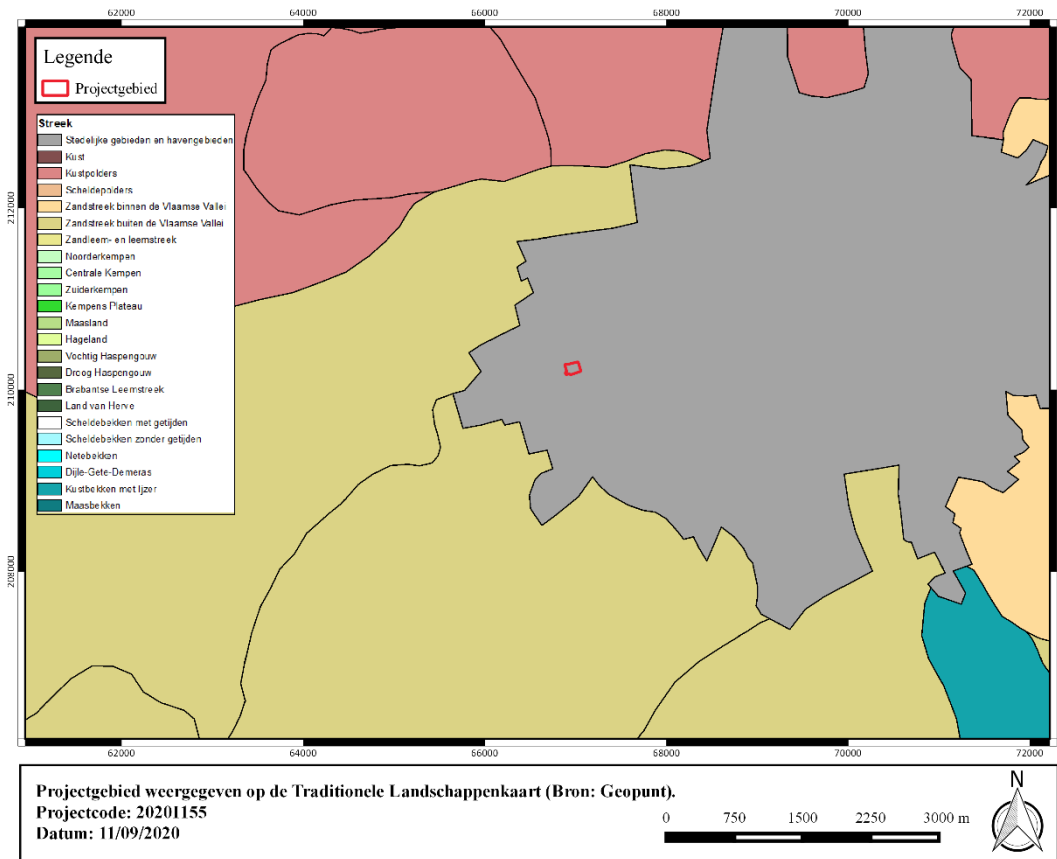 62000 64000 66000 68000 70000 72000
Legende
Projectgebied
Streek
Stedelijke gebieden en havengebieden
Kust
Kustpolders
Scheldepolders
Zandstreek binnen de Vlaamse Vallei
Zandstreek buiten de Vlaamse Vallei
Zandleem- en leemstreek
Noorderkempen
Centrale Kempen
Zuiderkempen
Kempens Plateau
Maasland
Hageland
Vochtig Haspengouw
Droog Haspengouw
Brabantse Leemstreek
Land van Herve
Scheldebekken met getijden
Scheldebekken zonder getijden
Netebekken
Dijle-Gete-Demeras
Kustbekken met Ijzer
Maasbekken
212000 212000
210000 210000
208000 208000
62000 64000 66000 68000 70000 72000
Projectgebied weergegeven op de Traditionele Landschappenkaart (Bron: Geopunt).
Projectcode: 20201155
Datum: 11/09/2020
0 750 1500 2250 3000 m
N